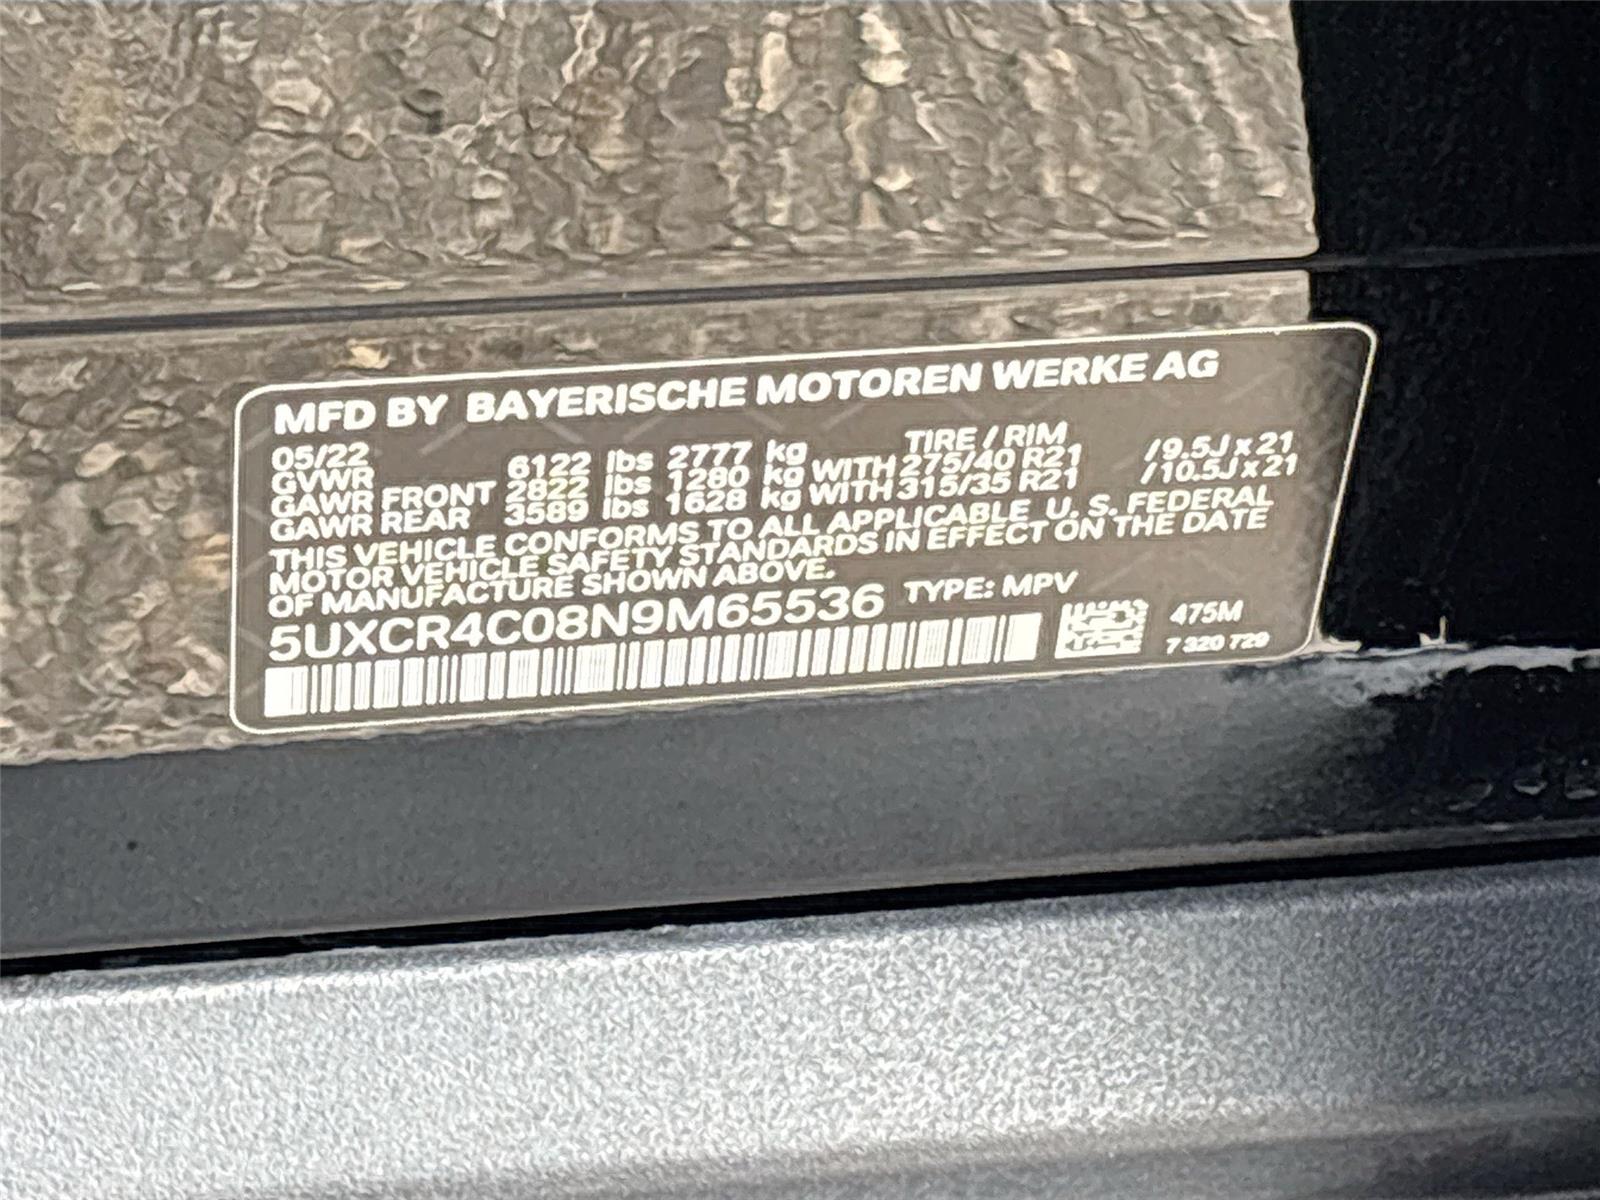 MFD BY BAYERISCHE MOTOREN WERKE AG
05/22 TIRE / RIM
GVWR 6122 lbs 2777 kg
GAWR FRONT 2822 lbs 1280 kg WITH 275/40 R21 /9.5J x 21
GAWR REAR 3589 lbs 1628 kg WITH 315/35 R21 /10.5J x 21
THIS VEHICLE CONFORMS TO ALL APPLICABLE U. S. FEDERAL
MOTOR VEHICLE SAFETY STANDARDS IN EFFECT ON THE DATE
OF MANUFACTURE SHOWN ABOVE.
5UXCR4C08N9M65536 TYPE: MPV
475M
7 320 729